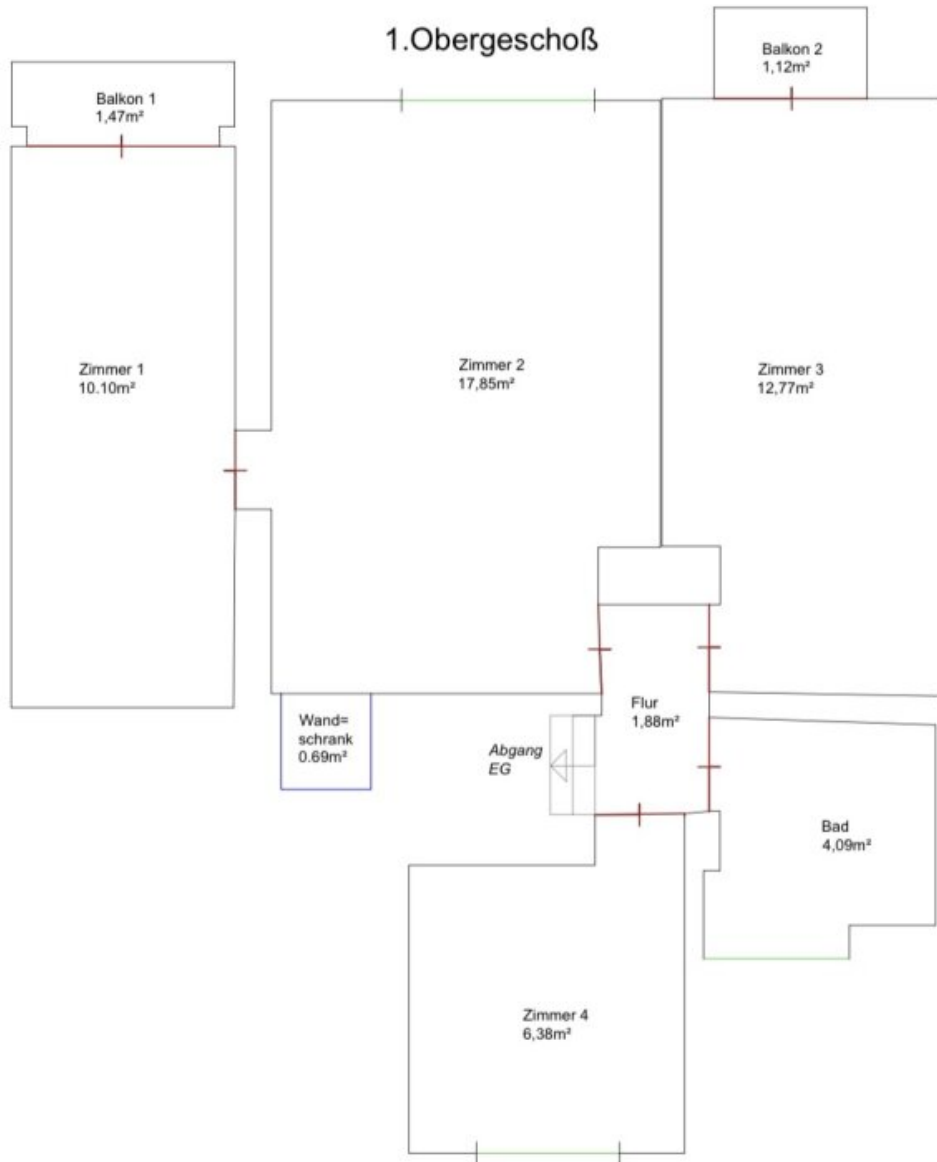 1.Obergeschoß
Balkon 2
1,12m²
Balkon 1
1,47m²
Zimmer 1
10.10m²
Zimmer 2
17,85m²
Zimmer 3
12,77m²
Wand=
schrank
0.69m²
Abgang
EG
Flur
1,88m²
Bad
4,09m²
Zimmer 4
6,38m²